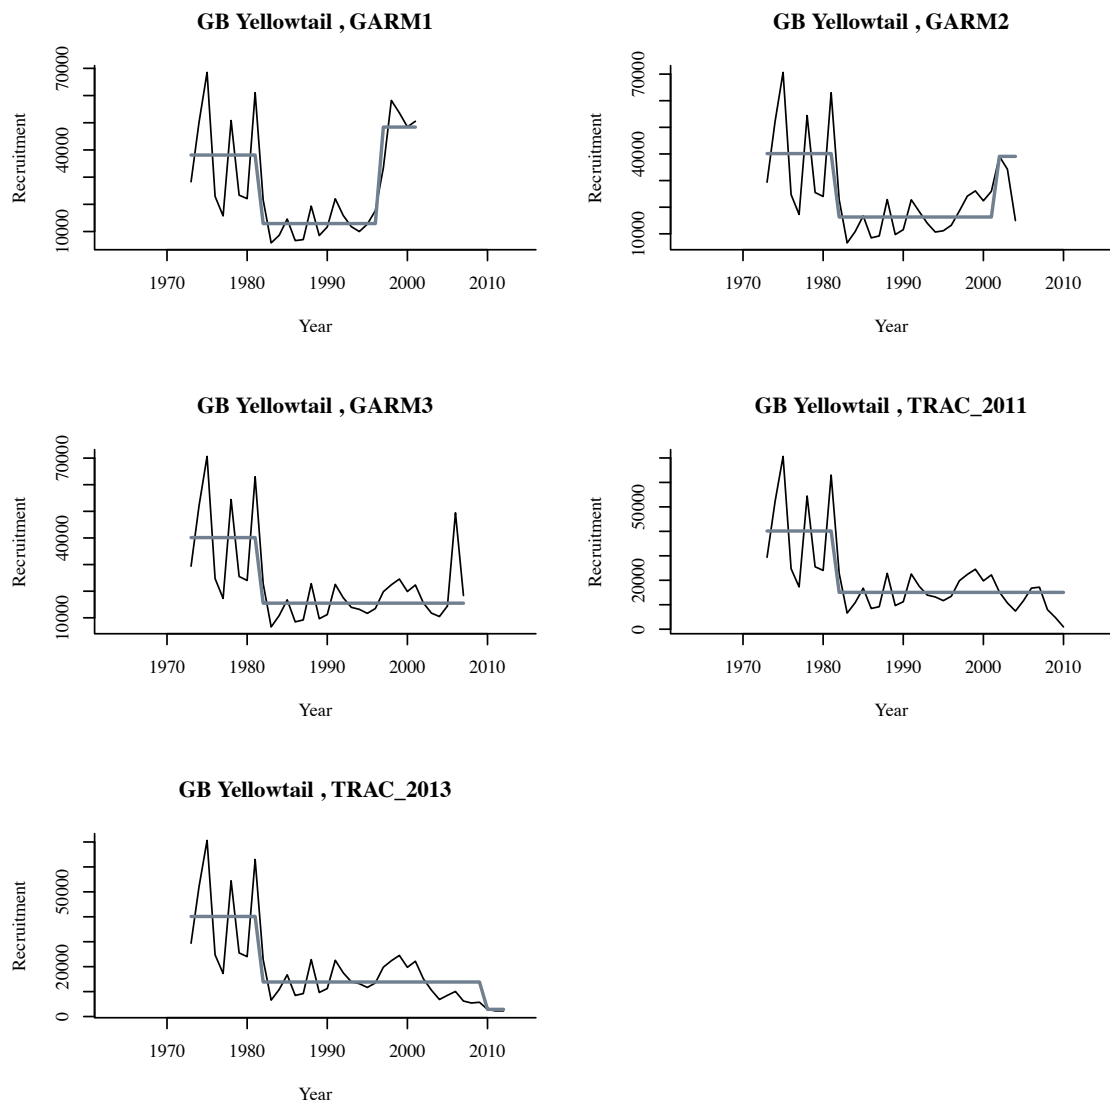 GB Yellowtail , GARM1
Recruitment
10000 40000 70000
1970 1980 1990 2000 2010
Year
GB Yellowtail , GARM2
Recruitment
10000 40000 70000
1970 1980 1990 2000 2010
Year
GB Yellowtail , GARM3
Recruitment
10000 40000 70000
1970 1980 1990 2000 2010
Year
GB Yellowtail , TRAC_2011
Recruitment
0 20000 50000
1970 1980 1990 2000 2010
Year
GB Yellowtail , TRAC_2013
Recruitment
0 20000 50000
1970 1980 1990 2000 2010
Year